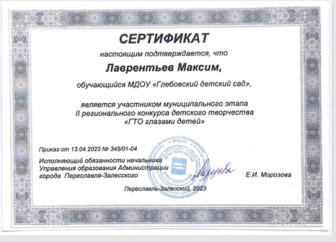 СЕРТИФИКАТ
настоящим подтверждается, что
Лаврентьев Максим,
обучающийся МДОУ «Глебовский детский сад»,
является участником муниципального этапа
II регионального конкурса детского творчества
«ГТО глазами детей»
Приказ от 13.04.2023 № 345/01-04
Исполняющий обязанности начальника
Управления образования Администрации
города Переславля-Залесского
Е.И. Морозова
Переславль-Залесский, 2023